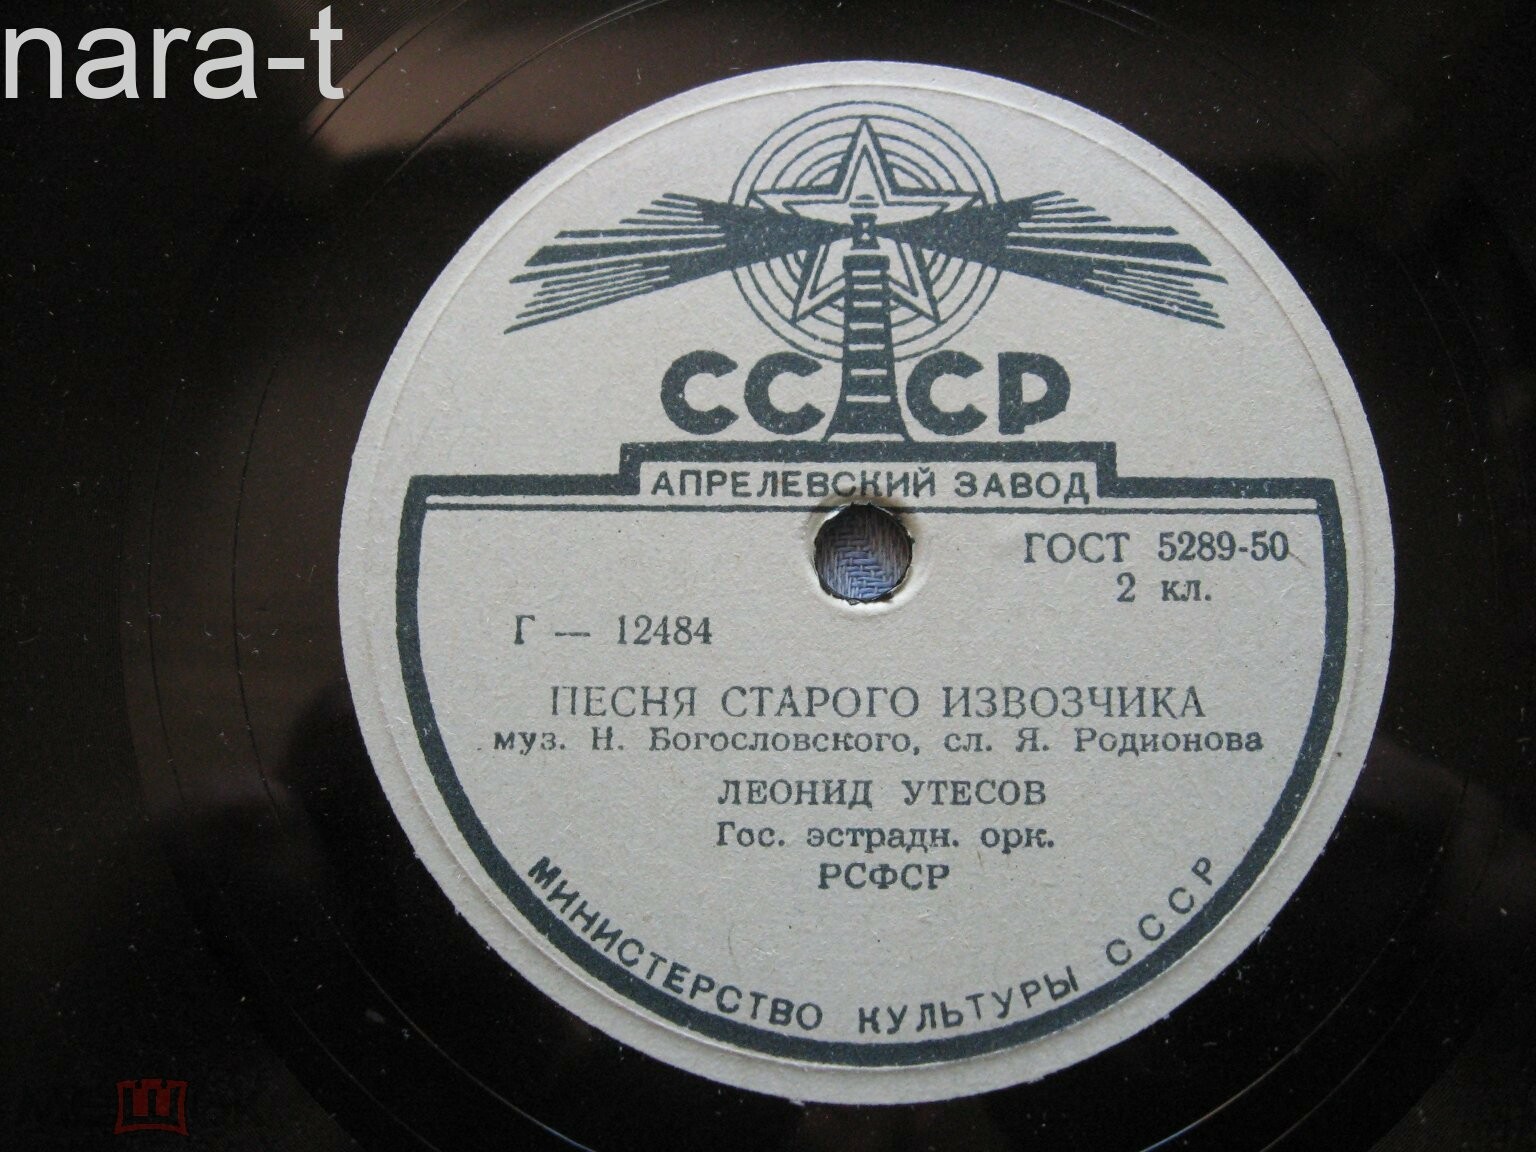 nara-t
СССР
АПРЕЛЕВСКИЙ ЗАВОД
ГОСТ 5289-50
2 кл.
Г — 12484
ПЕСНЯ СТАРОГО ИЗВОЗЧИКА
муз. Н. Богословского, сл. Я. Родионова
ЛЕОНИД УТЕСОВ
Гос. эстрадн. орк.
РСФСР
МИНИСТЕРСТВО КУЛЬТУРЫ СССР